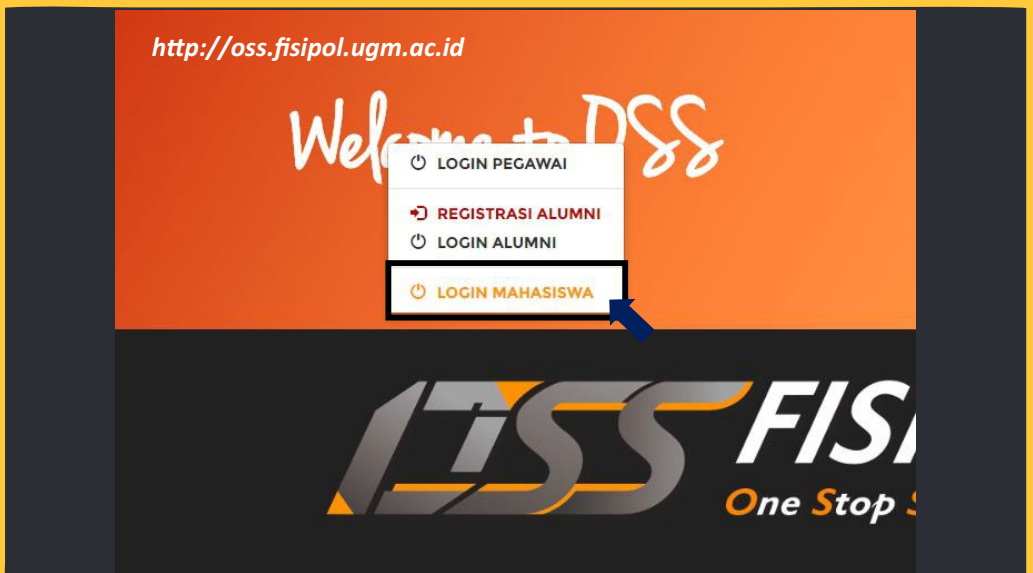 http://oss.fisipol.ugm.ac.id
Welcome to OSS
LOGIN PEGAWAI
REGISTRASI ALUMNI
LOGIN ALUMNI
LOGIN MAHASISWA
OSS FIS
One Stop S